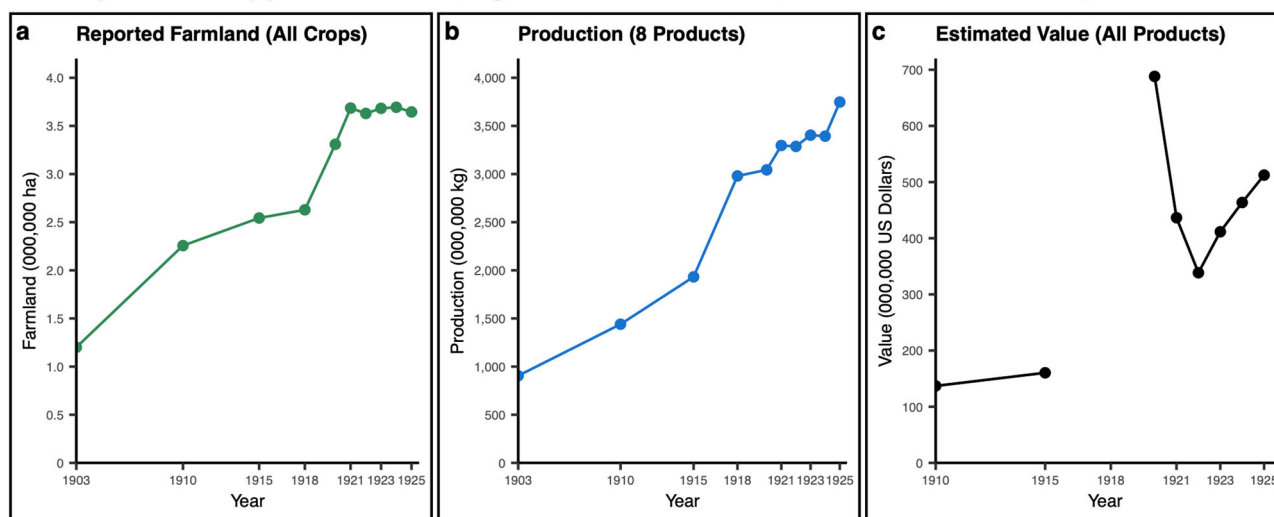 a Reported Farmland (All Crops)
4.0
3.5
3.0
2.5
2.0
1.5
1.0
0.5
0
Farmland (000,000 ha)
1903 1910 1915 1918 1921 1923 1925
Year
b Production (8 Products)
4,000
3,500
3,000
2,500
2,000
1,500
1,000
500
0
Production (000,000 kg)
1903 1910 1915 1918 1921 1923 1925
Year
c Estimated Value (All Products)
700
600
500
400
300
200
100
0
Value (000,000 US Dollars)
1910 1915 1918 1921 1923 1925
Year